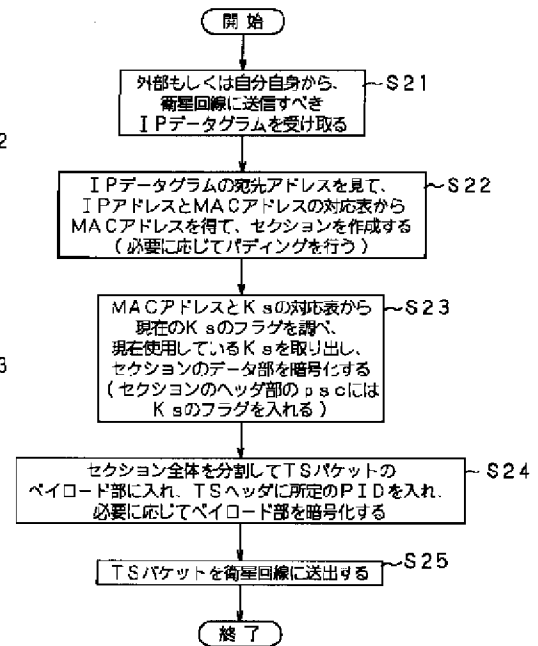 開始
外部もしくは自分自身から、
衛星回線に送信すべき
IPデータグラムを受け取る
S21
2
IPデータグラムの宛先アドレスを見て、
IPアドレスとMACアドレスの対応表から
MACアドレスを得て、セクションを作成する
(必要に応じてパディングを行う)
S22
MACアドレスとKsの対応表から
現在のKsのフラグを調べ、
現在使用しているKsを取り出し、
セクションのデータ部を暗号化する
(セクションのヘッダ部のpscには
Ksのフラグを入れる)
S23
3
セクション全体を分割してTSパケットの
ペイロード部に入れ、TSヘッダに所定のPIDを入れ、
必要に応じてペイロード部を暗号化する
S24
TSパケットを衛星回線に送出する
S25
終了